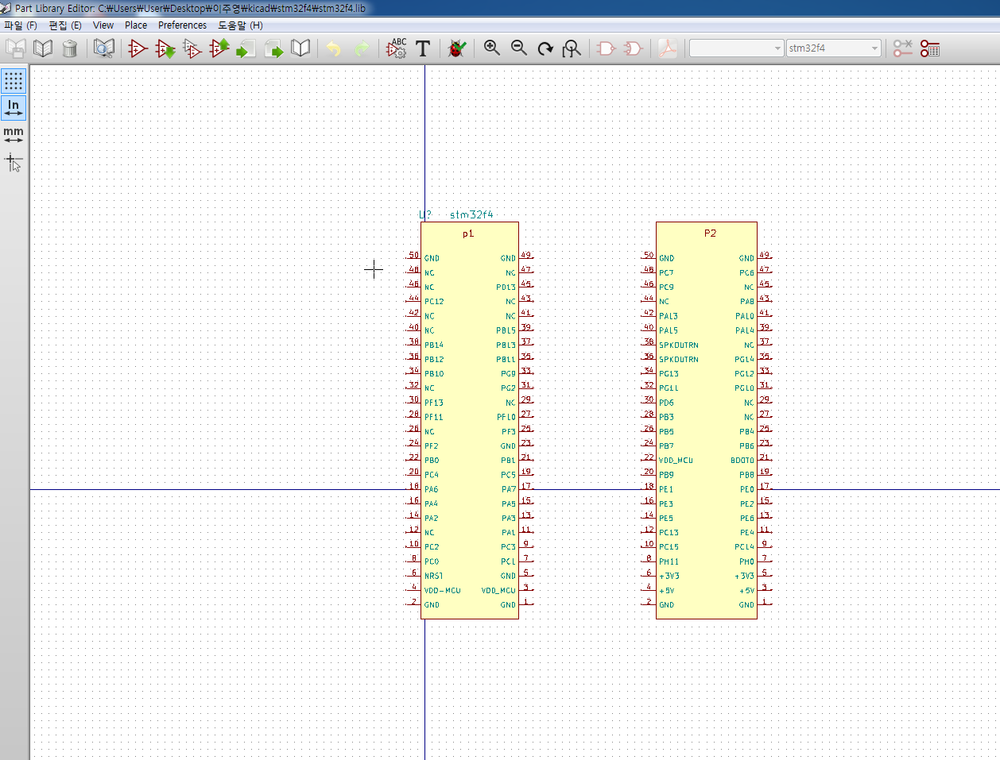 Part Library Editor: C:₩Users₩User₩Desktop₩이주영₩kicad₩stm32f4₩stm32f4.lib
파일 (F) 편집 (E) View Place Preferences 도움말 (H)
ABC T stm32f4
In
mm
U? stm32f4
p1 P2
50 GND GND 49 50 GND GND 49
48 NC NC 47 48 PC7 PC6 47
46 NC PD13 45 46 PC9 NC 45
44 PC12 NC 43 44 NC PA8 43
42 NC NC 41 42 PA13 PA10 41
40 NC PB15 39 40 PA15 PA14 39
38 PB14 PB13 37 38 SPKOUTRN NC 37
36 PB12 PB11 35 36 SPKOUTRN PG14 35
34 PB10 PG9 33 34 PG13 PG12 33
32 NC PG2 31 32 PG11 PG10 31
30 PF13 NC 29 30 PD6 NC 29
28 PF11 PF10 27 28 PB3 NC 27
26 NC PF3 25 26 PB5 PB4 25
24 PF2 GND 23 24 PB7 PB6 23
22 PB0 PB1 21 22 VDD_MCU BOOT0 21
20 PC4 PC5 19 20 PB9 PB8 19
18 PA6 PA7 17 18 PE1 PE0 17
16 PA4 PA5 15 16 PE3 PE2 15
14 PA2 PA3 13 14 PE5 PE6 13
12 NC PA1 11 12 PC13 PE4 11
10 PC2 PC3 9 10 PC15 PC14 9
8 PC0 PC1 7 8 PH11 PH0 7
6 NRST GND 5 6 +3V3 +3V3 5
4 VDD-MCU VDD_MCU 3 4 +5V +5V 3
2 GND GND 1 2 GND GND 1